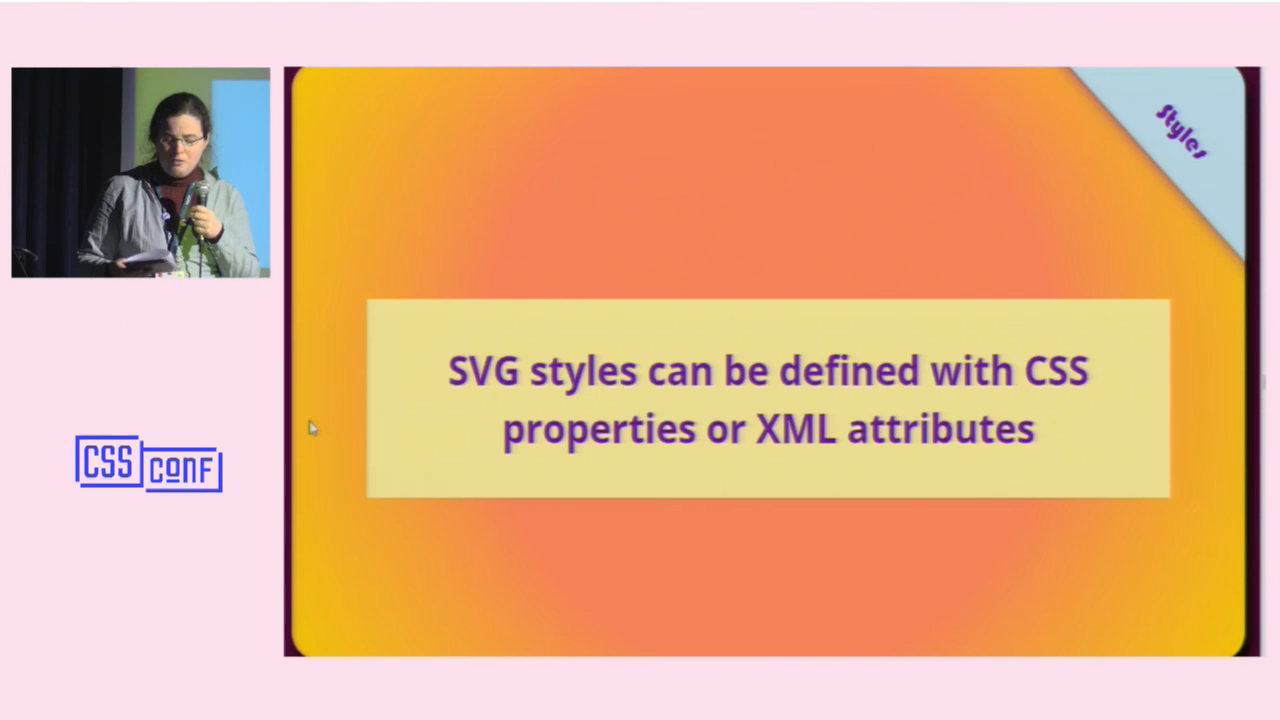 Styles
SVG styles can be defined with CSS
properties or XML attributes
CSS
CONF